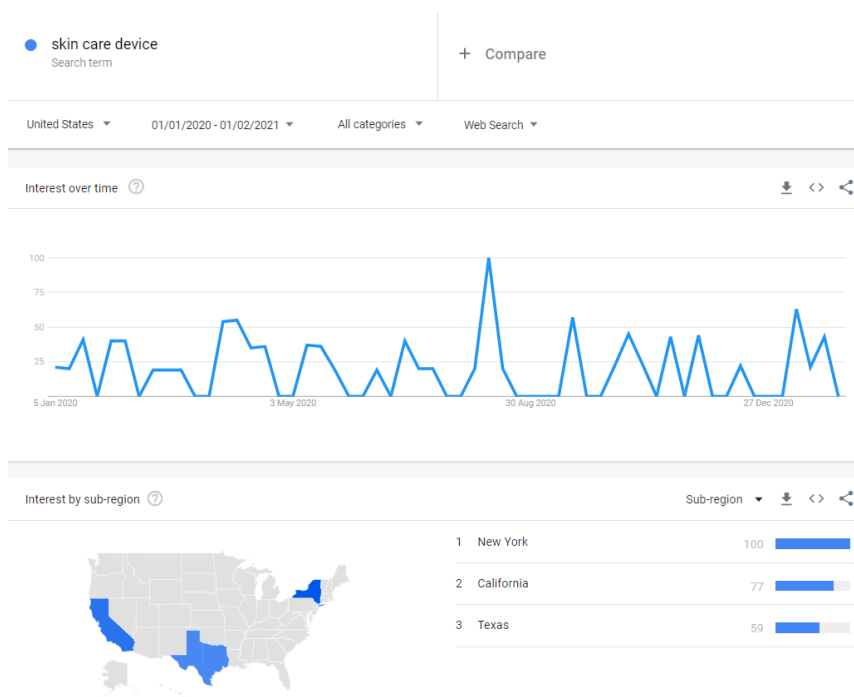 skin care device
Search term
+ Compare
United States
01/01/2020 - 01/02/2021
All categories
Web Search
Interest over time
100
75
50
25
5 Jan 2020
3 May 2020
30 Aug 2020
27 Dec 2020
Interest by sub-region
Sub-region
1 New York 100
2 California 77
3 Texas 59